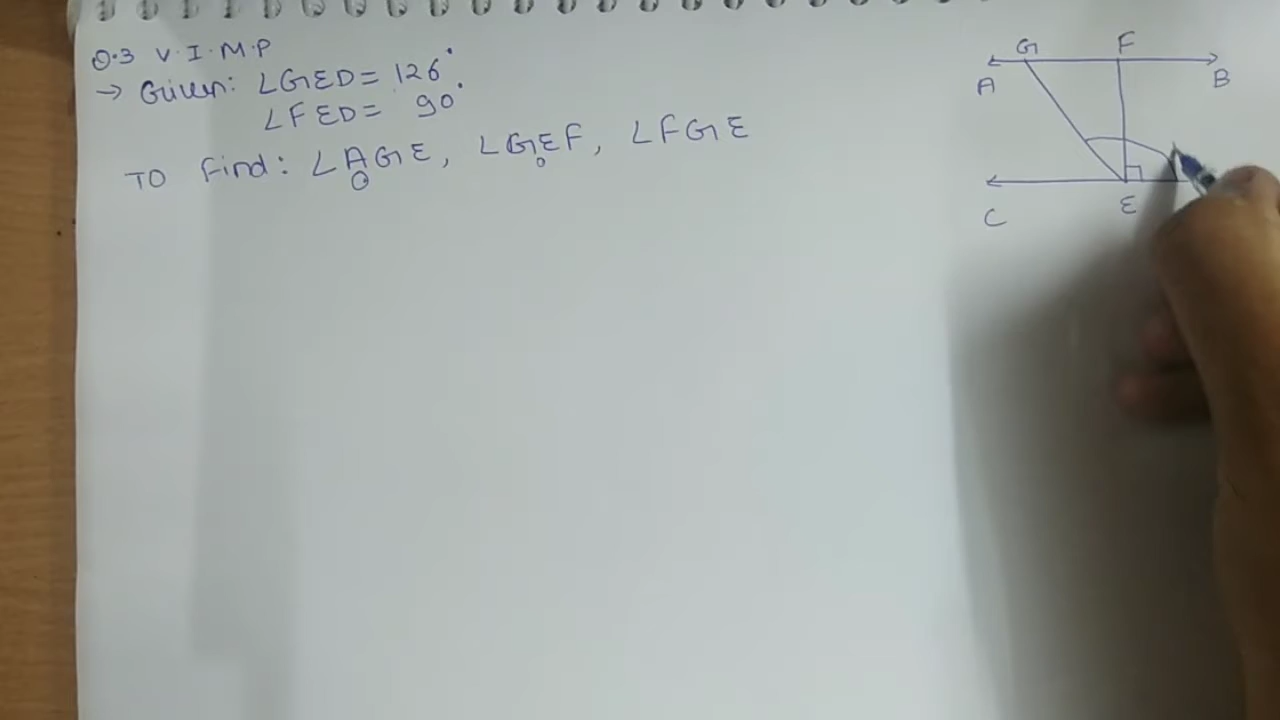 Q.3 V.I.M.P
→ Given: ∠GED = 126°
∠FED = 90°
To find: ∠AGE, ∠GEF, ∠FGE
G F
A B
C E